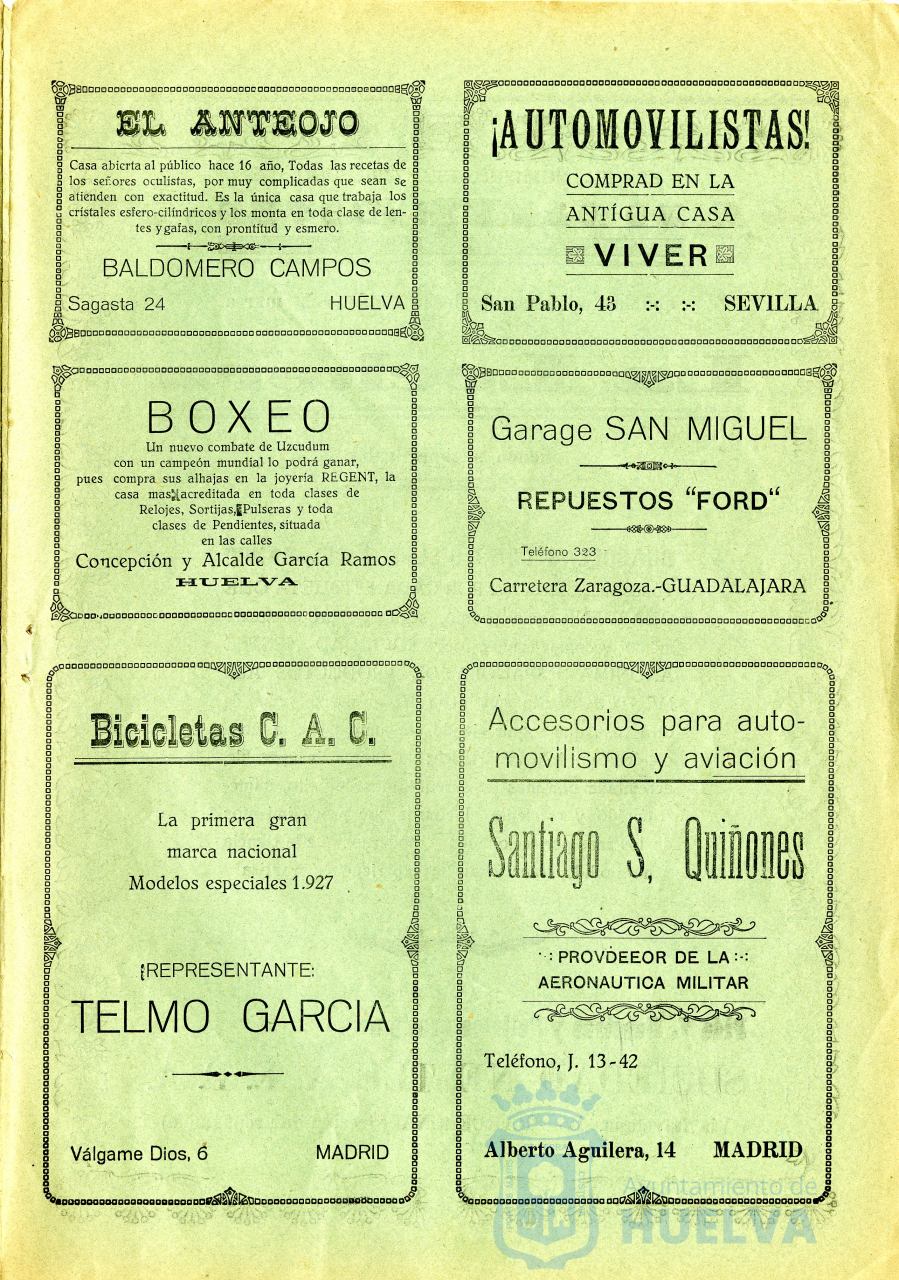 EL ANTEOJO
Casa abierta al público hace 16 año, Todas las recetas de
los señores oculistas, por muy complicadas que sean se
atienden con exactitud. Es la única casa que trabaja los
cristales esfero-cilíndricos y los monta en toda clase de len-
tes y gafas, con prontitud y esmero.
BALDOMERO CAMPOS
Sagasta 24 HUELVA
¡AUTOMOVILISTAS!
COMPRAD EN LA
ANTÍGUA CASA
VIVER
San Pablo, 43 :-: :-: SEVILLA
BOXEO
Un nuevo combate de Uzcudum
con un campeón mundial lo podrá ganar,
pues compra sus alhajas en la joyería REGENT, la
casa mas acreditada en toda clases de
Relojes, Sortijas, Pulseras y toda
clases de Pendientes, situada
en las calles
Concepción y Alcalde García Ramos
HUELVA
Garage SAN MIGUEL
REPUESTOS "FORD"
Teléfono 323
Carretera Zaragoza.-GUADALAJARA
Bicicletas C. A. C.
La primera gran
marca nacional
Modelos especiales 1.927
REPRESENTANTE:
TELMO GARCIA
Válgame Dios, 6 MADRID
Accesorios para auto-
movilismo y aviación
Santiago S, Quiñones
:-: PROVDEEOR DE LA :-:
AERONAUTICA MILITAR
Teléfono, J. 13-42
Alberto Aguilera, 14 MADRID
Ayuntamiento de
HUELVA